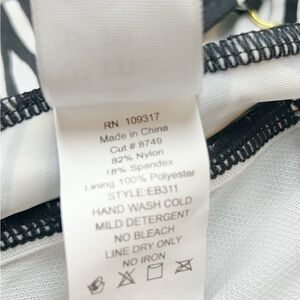 RN 109317
Made in China
Cut # 8749
82% Nylon
18% Spandex
Lining 100% Polyester
STYLE:EB311
HAND WASH COLD
MILD DETERGENT
NO BLEACH
LINE DRY ONLY
NO IRON